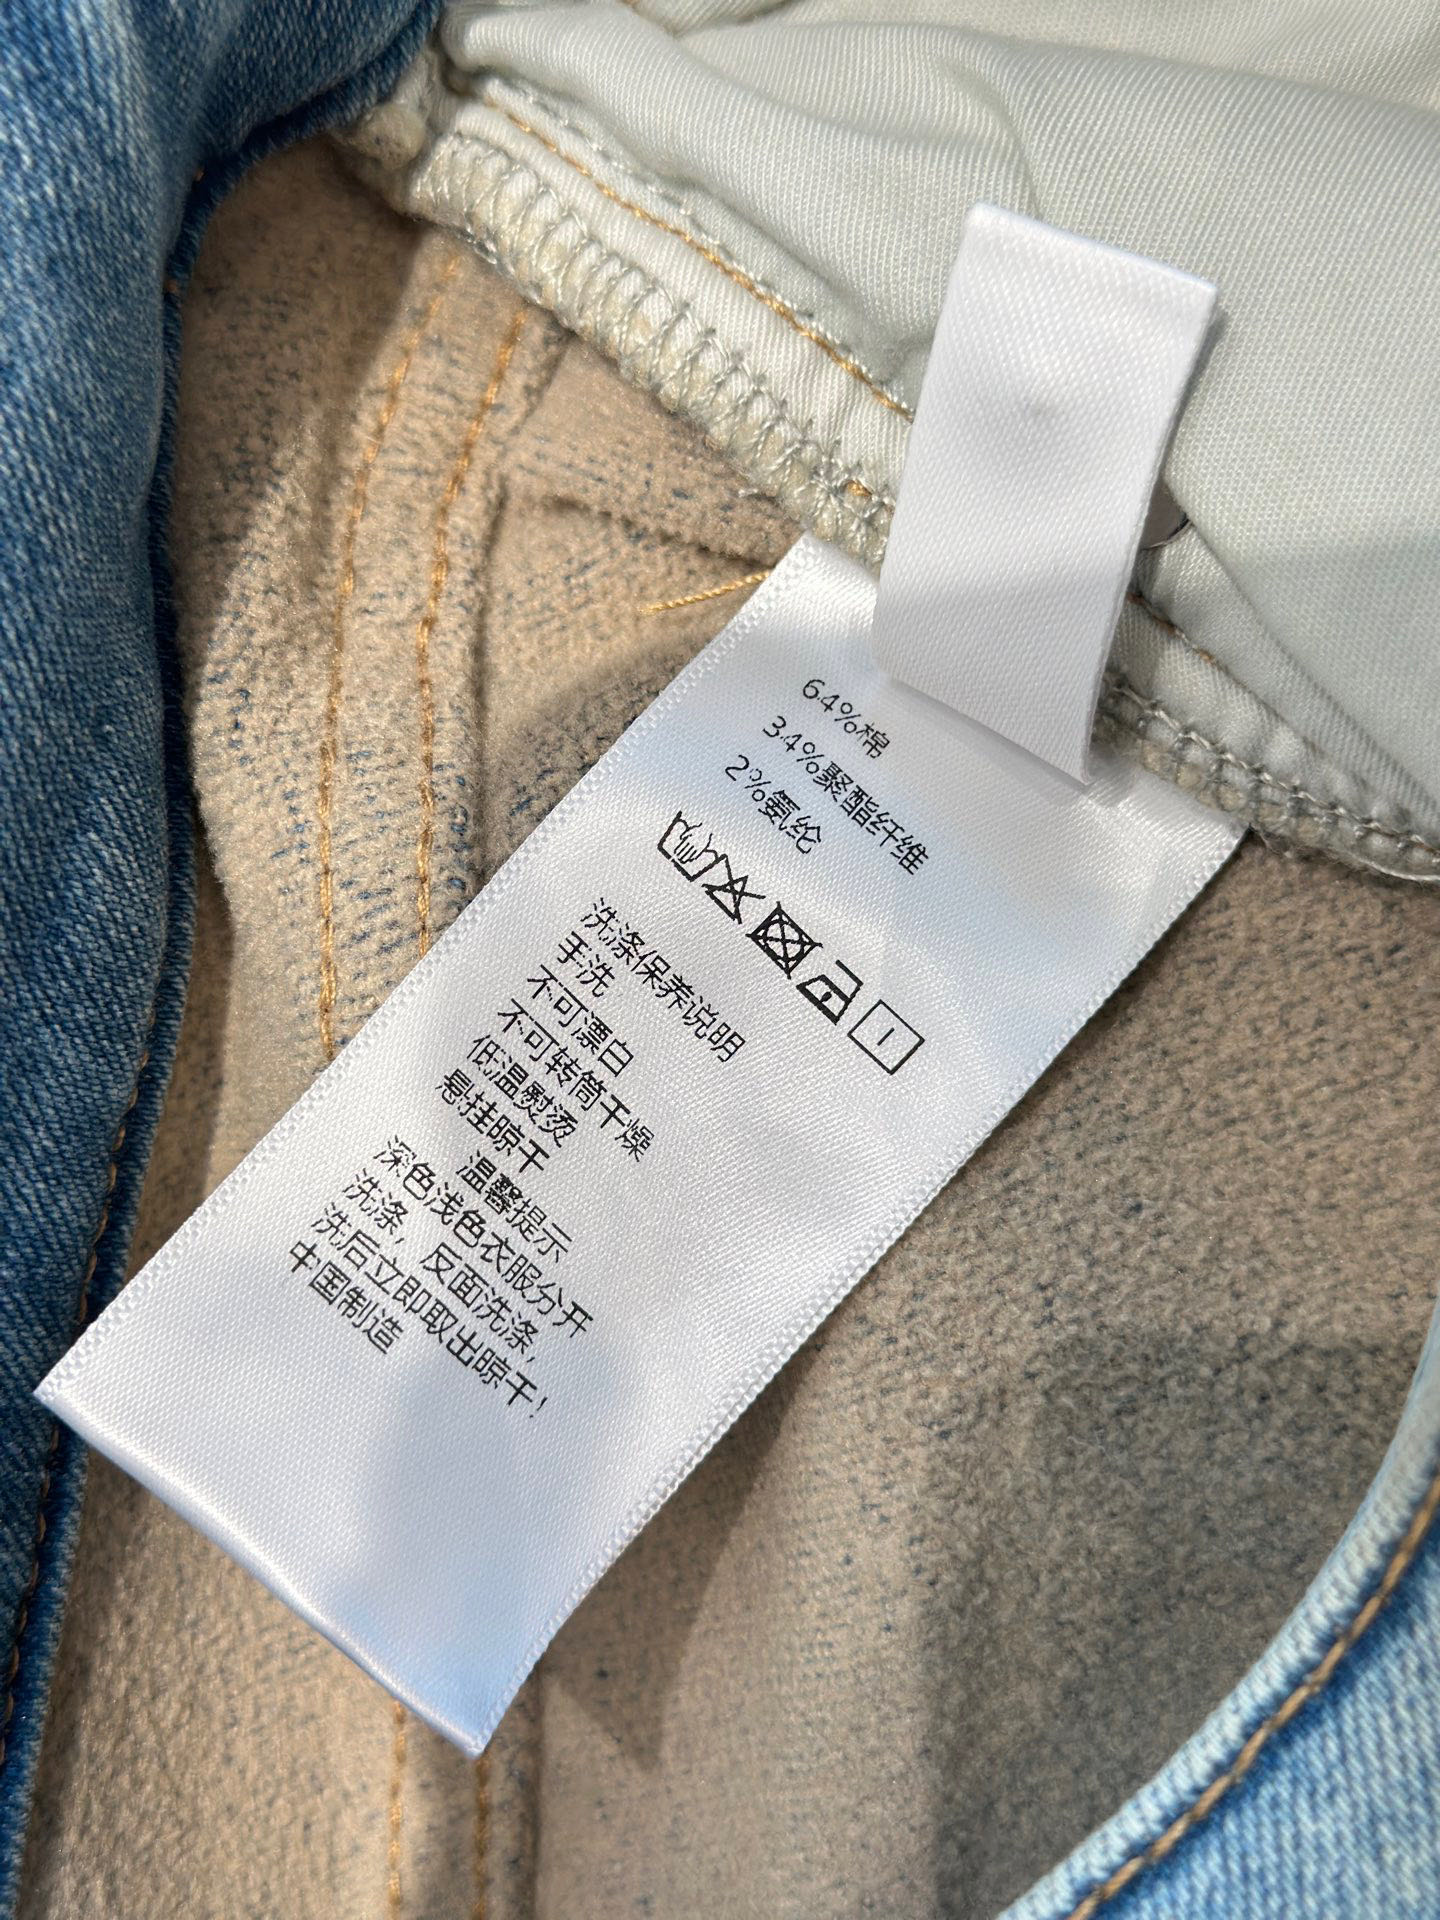 64%棉
34%聚酯纤维
2%氨纶
洗涤保养说明
手洗
不可漂白
不可转筒干燥
低温熨烫
悬挂晾干
温馨提示
深色浅色衣服分开
洗涤，反面洗涤，
洗后立即取出晾干!
中国制造